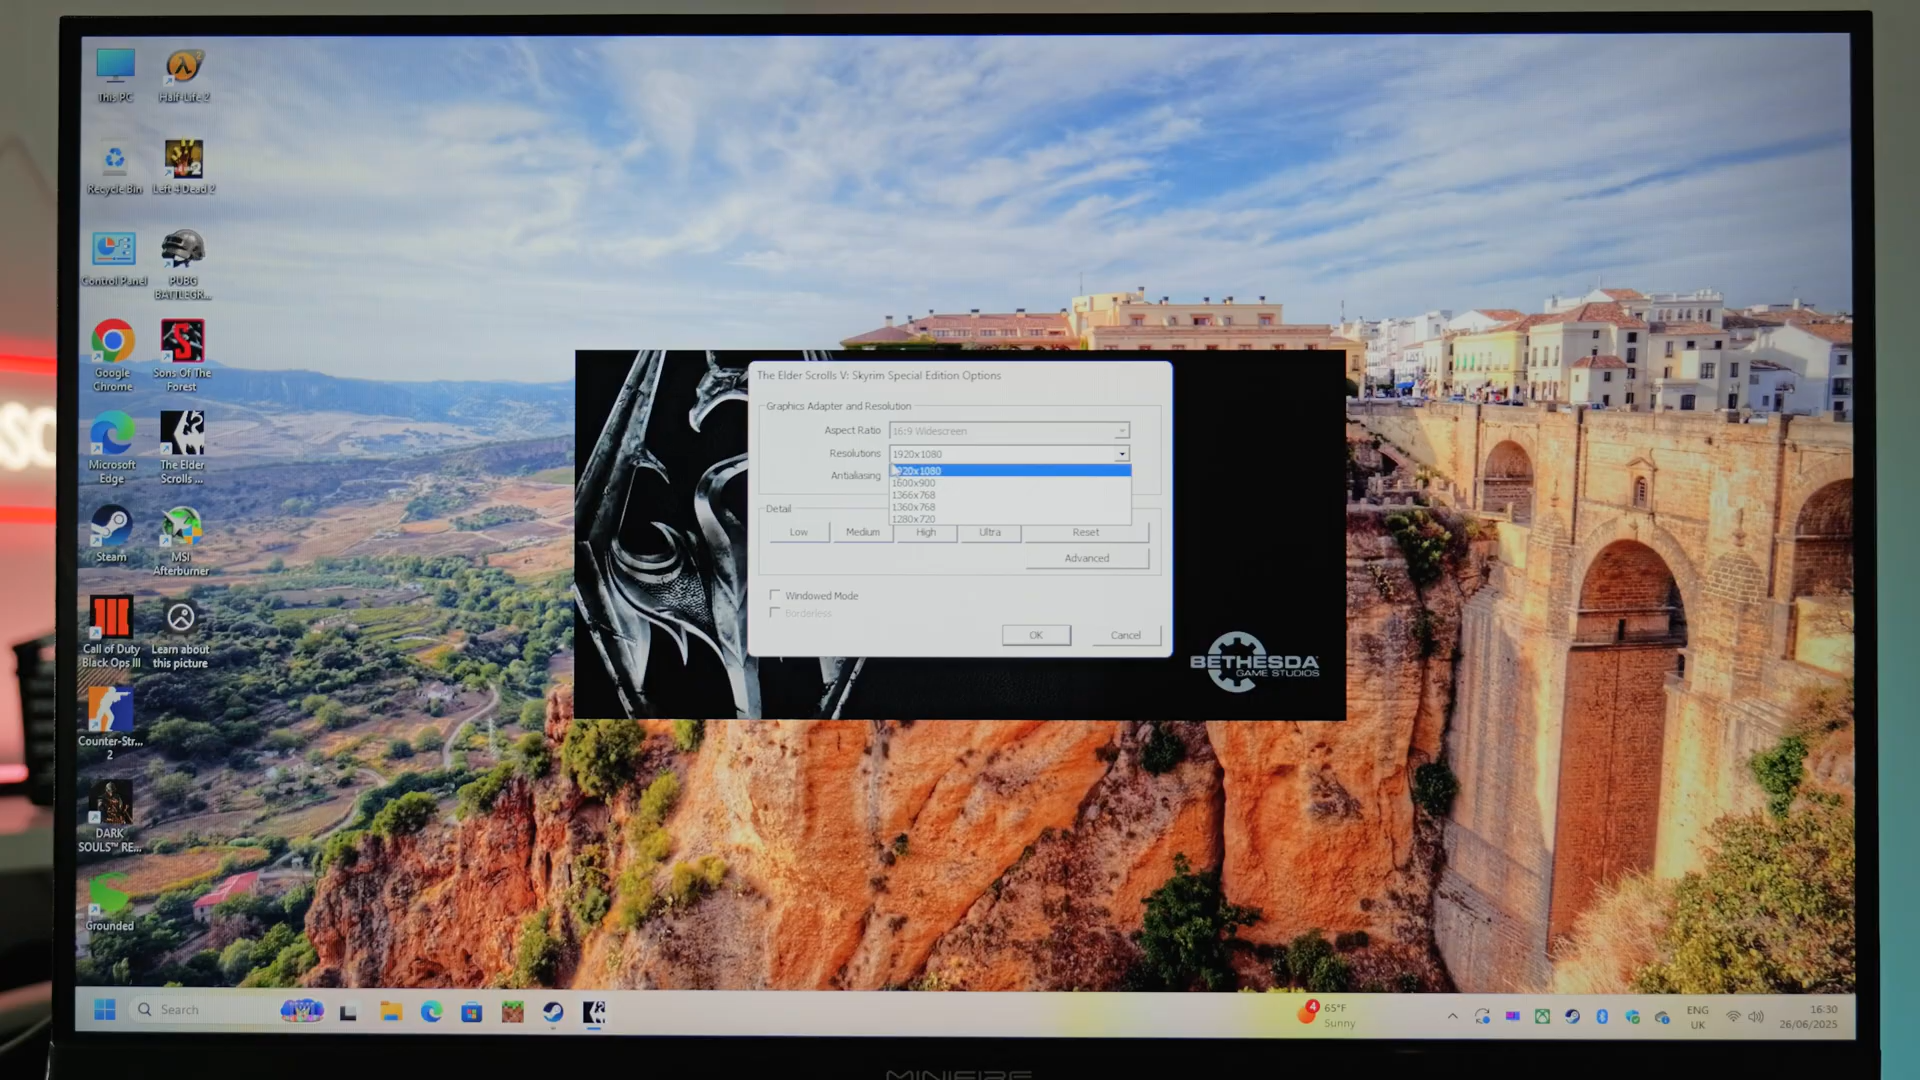 This PC
Half-Life 2
Recycle Bin
Left 4 Dead 2
Control Panel
PUBG
BATTLEGR...
Google
Chrome
Sons Of The
Forest
Microsoft
Edge
The Elder
Scrolls ...
Steam
MSI
Afterburner
Call of Duty
Black Ops III
Learn about
this picture
Counter-Str...
2
DARK
SOULS™ RE...
Grounded
The Elder Scrolls V: Skyrim Special Edition Options
Graphics Adapter and Resolution
Aspect Ratio 16:9 Widescreen
Resolutions 1920x1080
Antialiasing 1920x1080
1600x900
1366x768
1360x768
1280x720
Detail
Low Medium High Ultra Reset
Advanced
Windowed Mode
Borderless
OK Cancel
BETHESDA
GAME STUDIOS
Search
4
65°F
Sunny
ENG
UK
16:30
26/06/2025
MINIFIRE